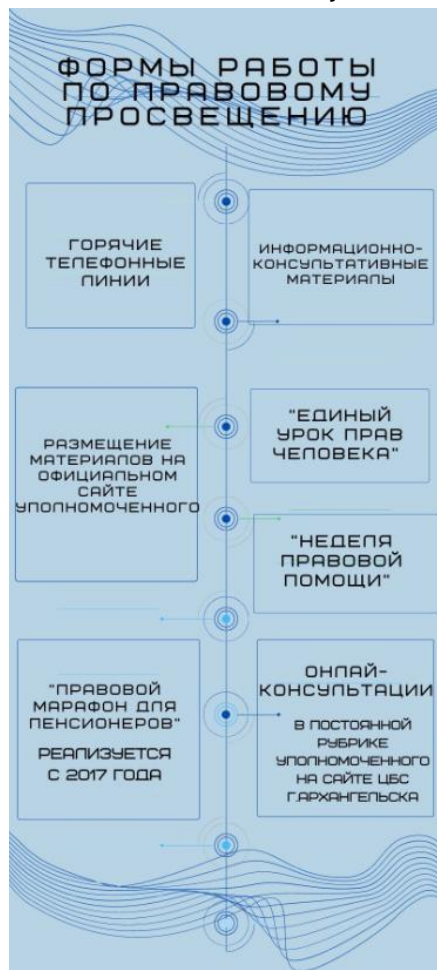 ФОРМЫ РАБОТЫ
ПО ПРАВОВОМУ
ПРОСВЕЩЕНИЮ
ГОРЯЧИЕ
ТЕЛЕФОННЫЕ
ЛИНИИ
ИНФОРМАЦИОННО-
КОНСУЛЬТАТИВНЫЕ
МАТЕРИАЛЫ
РАЗМЕЩЕНИЕ
МАТЕРИАЛОВ НА
ОФИЦИАЛЬНОМ
САЙТЕ
УПОЛНОМОЧЕННОГО
"ЕДИНЫЙ
УРОК ПРАВ
ЧЕЛОВЕКА"
"НЕДЕЛЯ
ПРАВОВОЙ
ПОМОЩИ"
"ПРАВОВОЙ
МАРАФОН ДЛЯ
ПЕНСИОНЕРОВ"
РЕАЛИЗУЕТСЯ
С 2017 ГОДА
ОНЛАЙ-
КОНСУЛЬТАЦИИ
В ПОСТОЯННОЙ
РУБРИКЕ
УПОЛНОМОЧЕННОГО
НА САЙТЕ ЦБС
Г.АРХАНГЕЛЬСКА